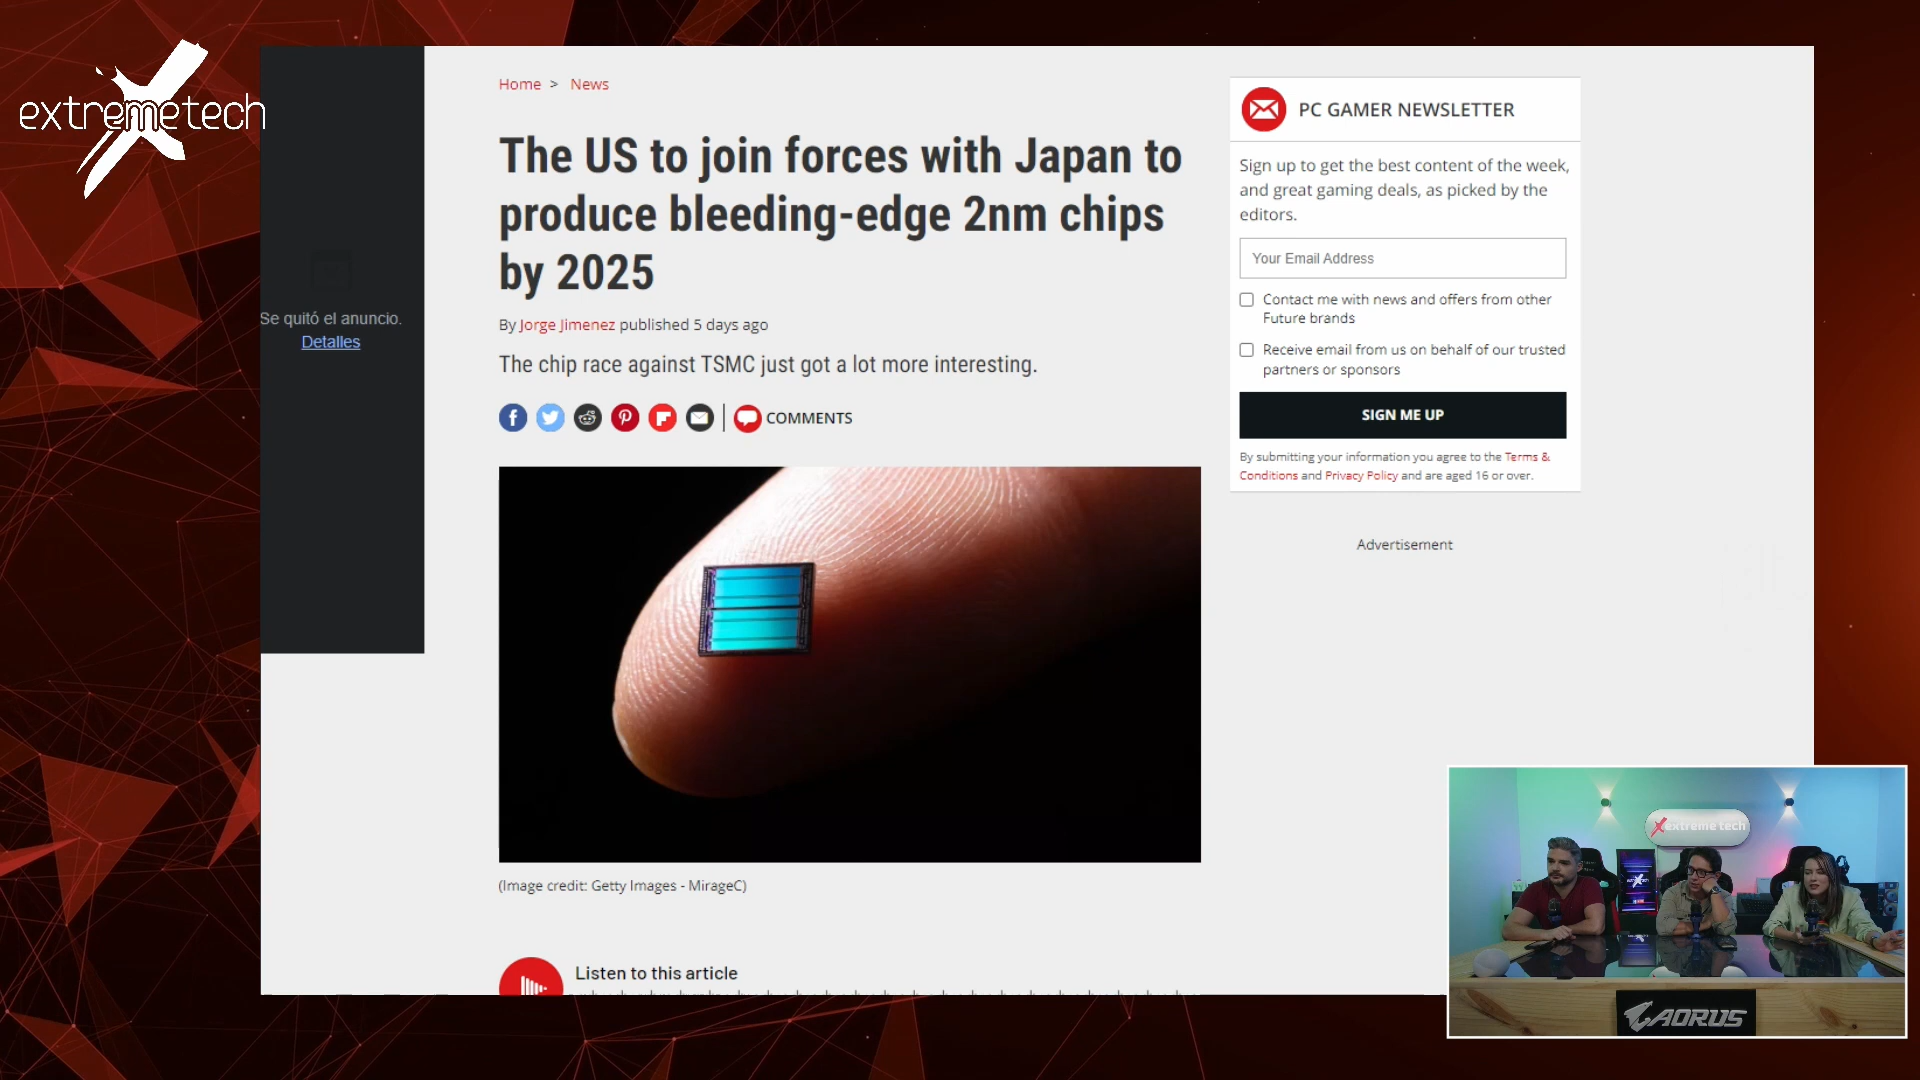 extremetech
Se quitó el anuncio.
Detalles
Home > News
The US to join forces with Japan to
produce bleeding-edge 2nm chips
by 2025
By Jorge Jimenez published 5 days ago
The chip race against TSMC just got a lot more interesting.
COMMENTS
(Image credit: Getty Images - MirageC)
Listen to this article
PC GAMER NEWSLETTER
Sign up to get the best content of the week,
and great gaming deals, as picked by the
editors.
Your Email Address
Contact me with news and offers from other
Future brands
Receive email from us on behalf of our trusted
partners or sponsors
SIGN ME UP
By submitting your information you agree to the Terms &
Conditions and Privacy Policy and are aged 16 or over.
Advertisement
extreme tech
AORUS